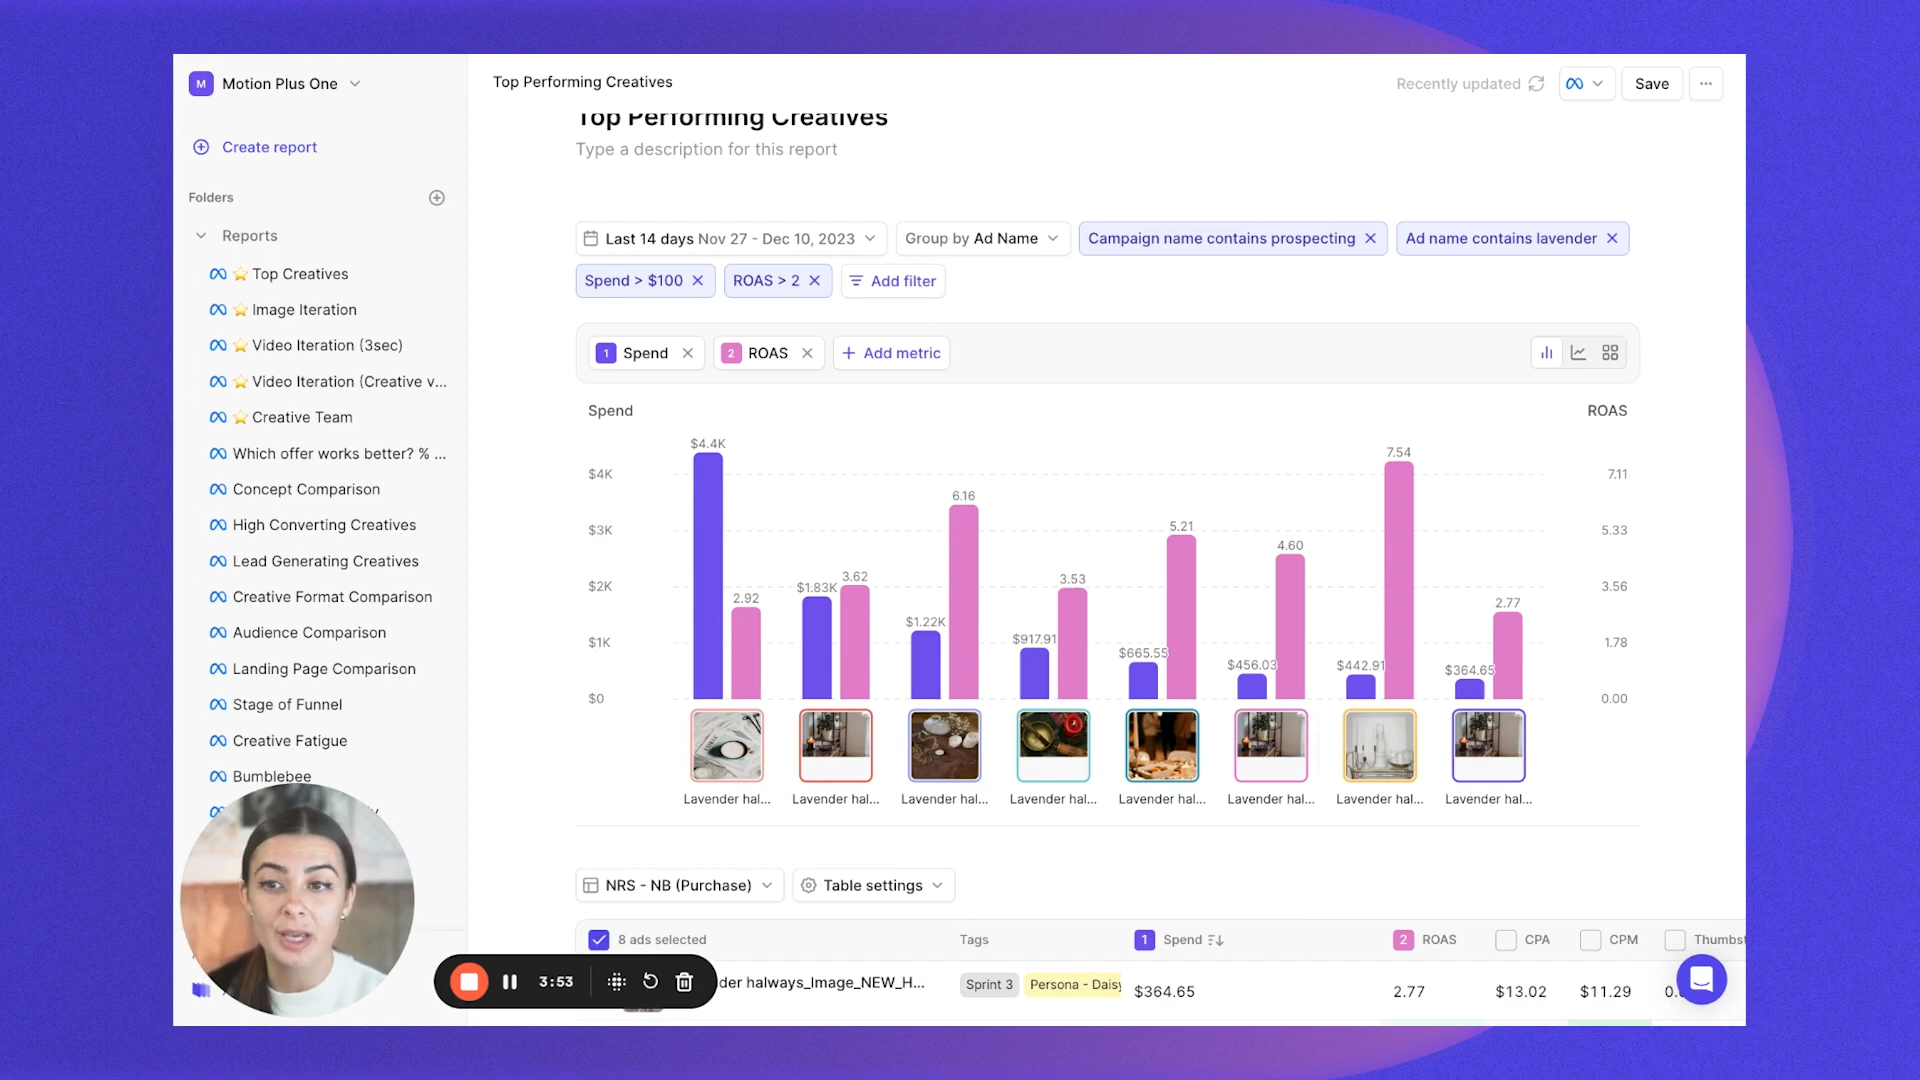 M Motion Plus One
Create report
Folders
Reports
Top Creatives
Image Iteration
Video Iteration (3sec)
Video Iteration (Creative v...
Creative Team
Which offer works better? % ...
Concept Comparison
High Converting Creatives
Lead Generating Creatives
Creative Format Comparison
Audience Comparison
Landing Page Comparison
Stage of Funnel
Creative Fatigue
Bumblebee
Top Performing Creatives
Recently updated
Save
Top Performing Creatives
Type a description for this report
Last 14 days Nov 27 - Dec 10, 2023
Group by Ad Name
Campaign name contains prospecting
Ad name contains lavender
Spend > $100
ROAS > 2
Add filter
1 Spend
2 ROAS
Add metric
Spend
ROAS
$4K
$3K
$2K
$1K
$0
7.11
5.33
3.56
1.78
0.00
$4.4K
2.92
$1.83K
3.62
$1.22K
6.16
$917.91
3.53
$665.55
5.21
$456.03
4.60
$442.91
7.54
$364.65
2.77
Lavender hal...
Lavender hal...
Lavender hal...
Lavender hal...
Lavender hal...
Lavender hal...
Lavender hal...
Lavender hal...
NRS - NB (Purchase)
Table settings
8 ads selected
Tags
1 Spend
2 ROAS
CPA
CPM
Thumbst
der halways_Image_NEW_H...
Sprint 3
Persona - Daisy
$364.65
2.77
$13.02
$11.29
3:53